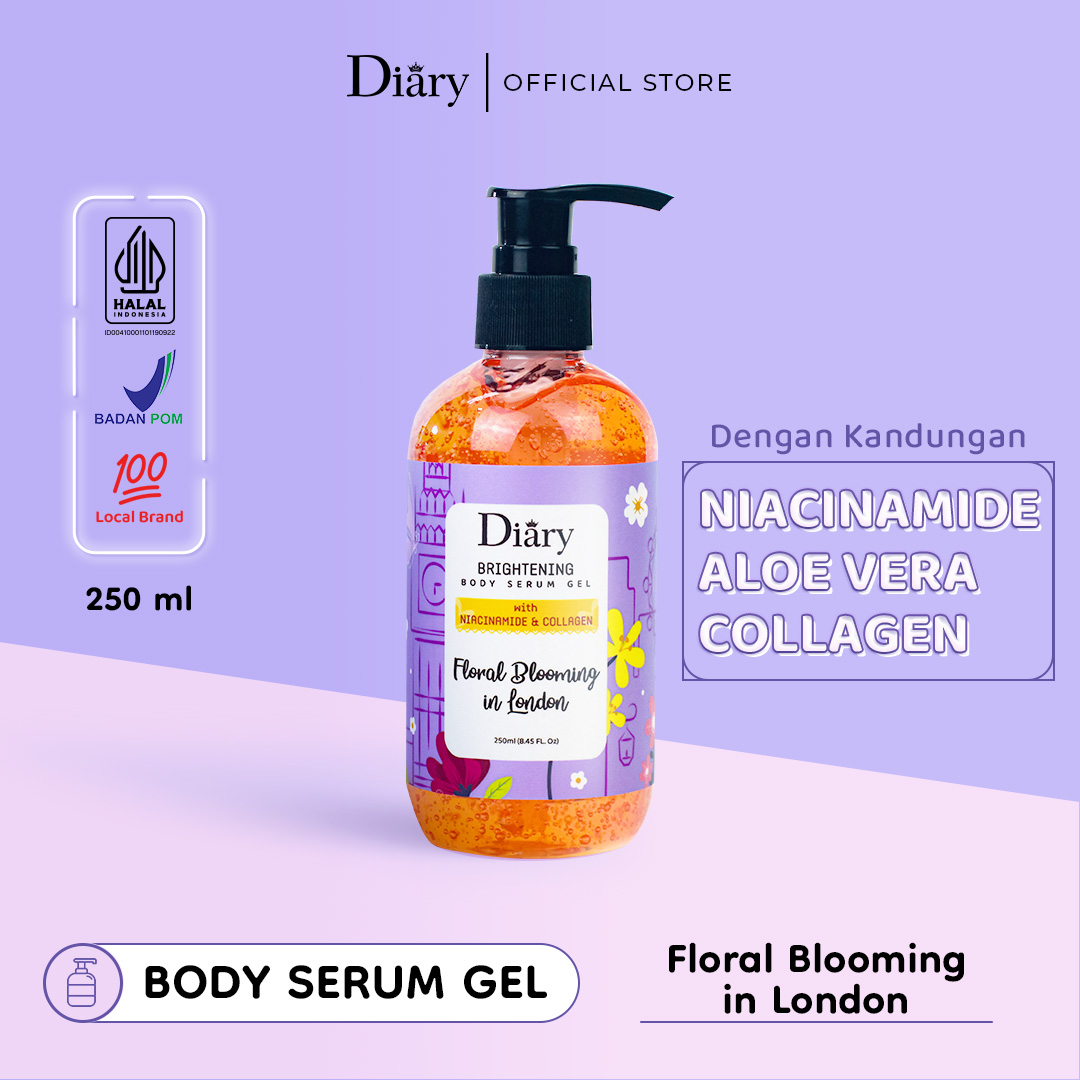 Diary | OFFICIAL STORE
HALAL
INDONESIA
ID00410001101190922
BADAN POM
100
Local Brand
250 ml
Diary
BRIGHTENING
BODY SERUM GEL
with
NIACINAMIDE & COLLAGEN
Floral Blooming
in London
250ml (8.45 FL. Oz)
Dengan Kandungan
NIACINAMIDE
ALOE VERA
COLLAGEN
BODY SERUM GEL
Floral Blooming
in London